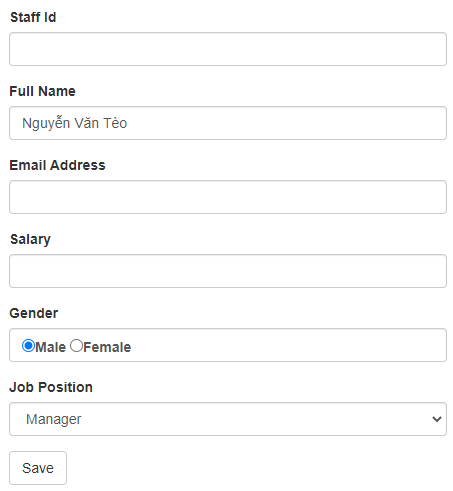 Staff Id
Full Name
Nguyễn Văn Tèo
Email Address
Salary
Gender
Male Female
Job Position
Manager
Save